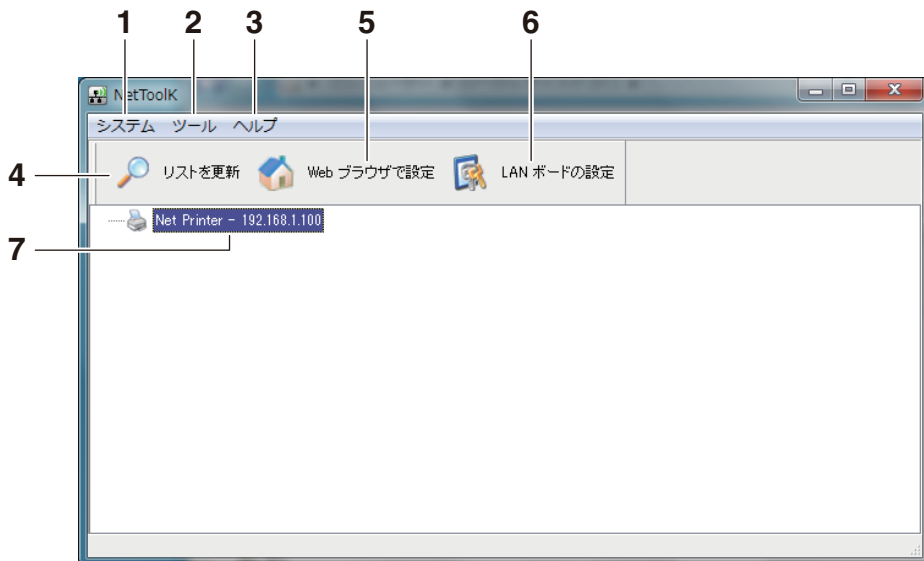 1 2 3 5 6
NetToolK
システム ツール ヘルプ
4 リストを更新 Web ブラウザで設定 LAN ボードの設定
Net Printer - 192.168.1.100
7